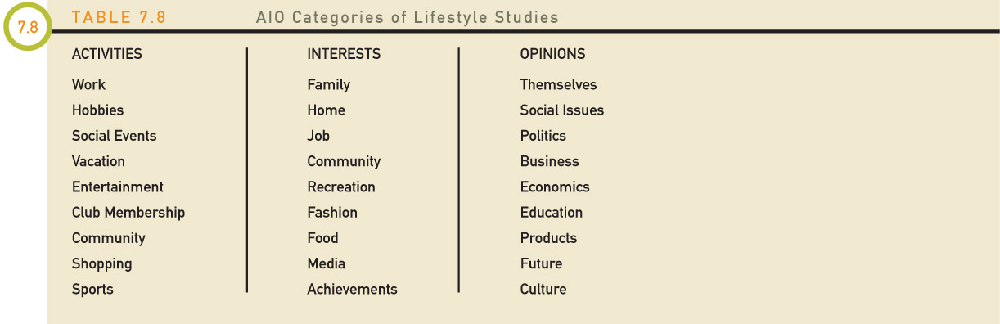 7.8 TABLE 7.8 AIO Categories of Lifestyle Studies
ACTIVITIES INTERESTS OPINIONS
Work Family Themselves
Hobbies Home Social Issues
Social Events Job Politics
Vacation Community Business
Entertainment Recreation Economics
Club Membership Fashion Education
Community Food Products
Shopping Media Future
Sports Achievements Culture